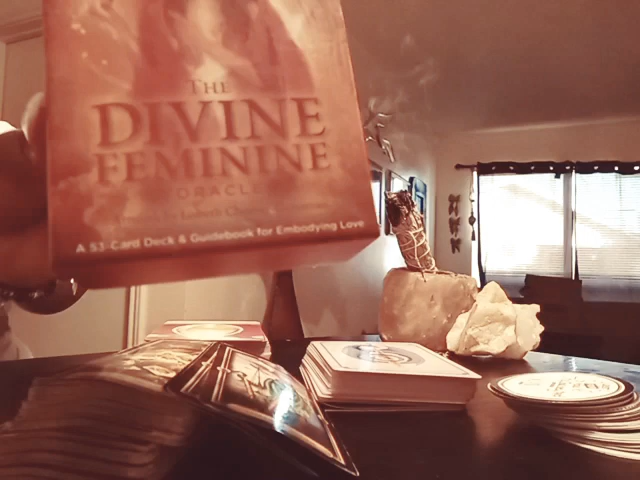 THE
DIVINE
FEMININE
ORACLE
A 53-Card Deck & Guidebook for Embodying Love